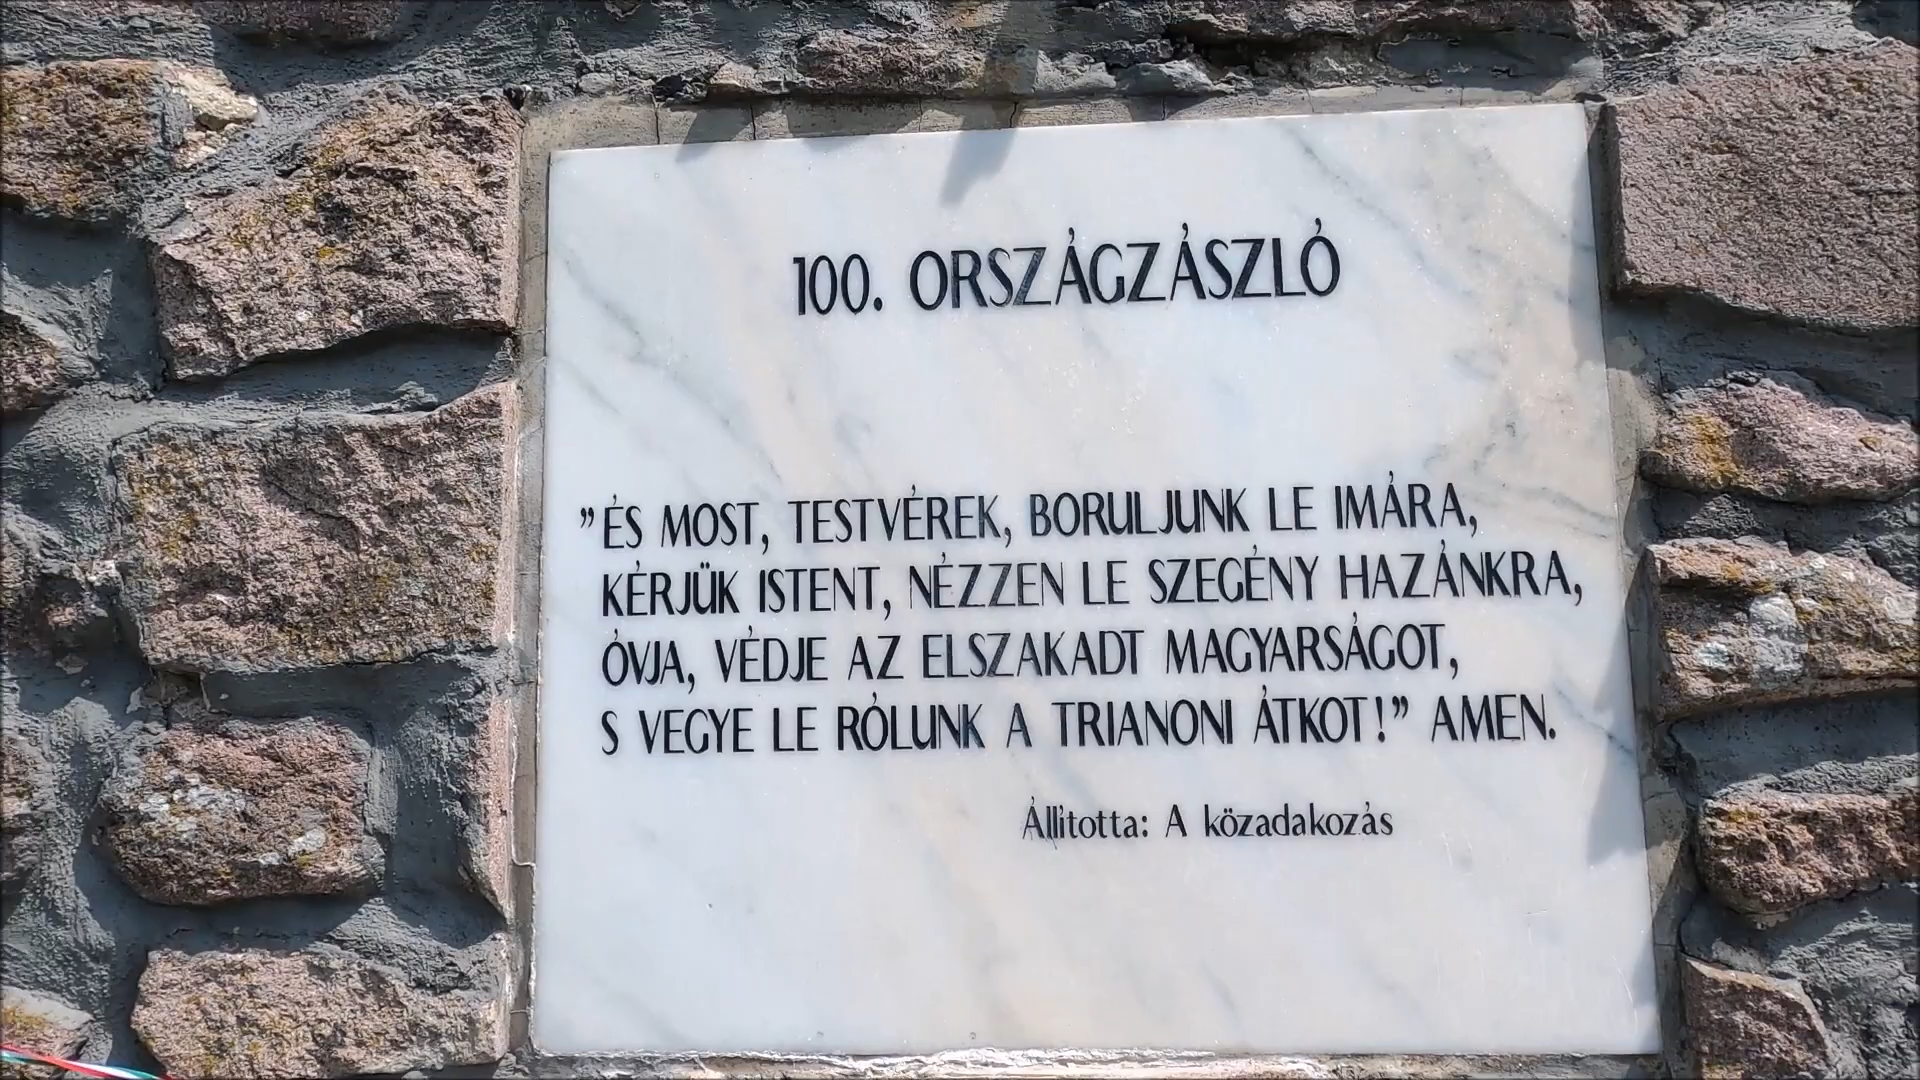 100. ORSZÁGZÁSZLÓ
"ÉS MOST, TESTVÉREK, BORULJUNK LE IMÁRA,
KÉRJÜK ISTENT, NÉZZEN LE SZEGÉNY HAZÁNKRA,
ÓVJA, VÉDJE AZ ELSZAKADT MAGYARSÁGOT,
S VEGYE LE RÓLUNK A TRIANONI ÁTKOT!" AMEN.
Állitotta: A közadakozás